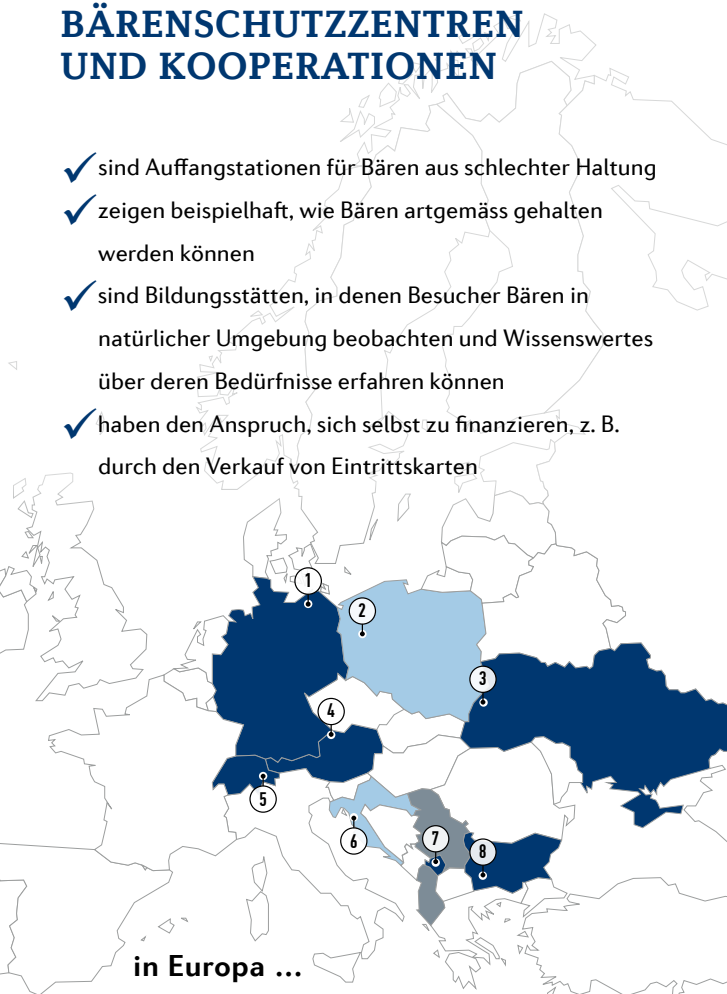 BÄRENSCHUTZZENTREN
UND KOOPERATIONEN
✓ sind Auffangstationen für Bären aus schlechter Haltung
✓ zeigen beispielhaft, wie Bären artgemäss gehalten
werden können
✓ sind Bildungsstätten, in denen Besucher Bären in
natürlicher Umgebung beobachten und Wissenswertes
über deren Bedürfnisse erfahren können
✓ haben den Anspruch, sich selbst zu finanzieren, z. B.
durch den Verkauf von Eintrittskarten
1
2
3
4
5
6
7
8
in Europa ...